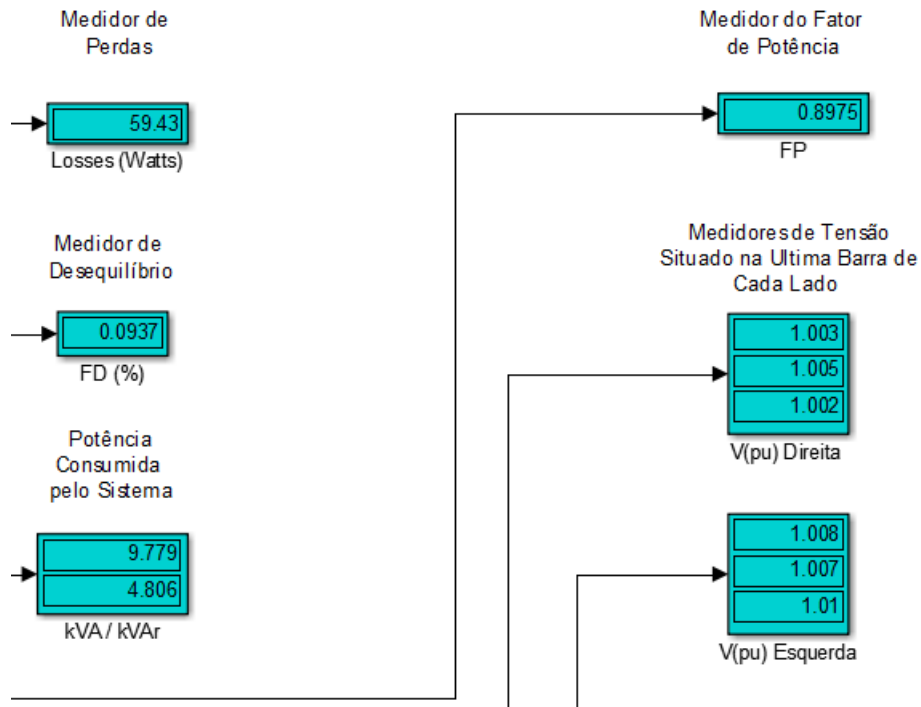 Medidor de
Perdas
59.43
Losses (Watts)
Medidor de
Desequilíbrio
0.0937
FD (%)
Potência
Consumida
pelo Sistema
9.779
4.806
kVA / kVAr
Medidor do Fator
de Potência
0.8975
FP
Medidores de Tensão
Situado na Ultima Barra de
Cada Lado
1.003
1.005
1.002
V(pu) Direita
1.008
1.007
1.01
V(pu) Esquerda